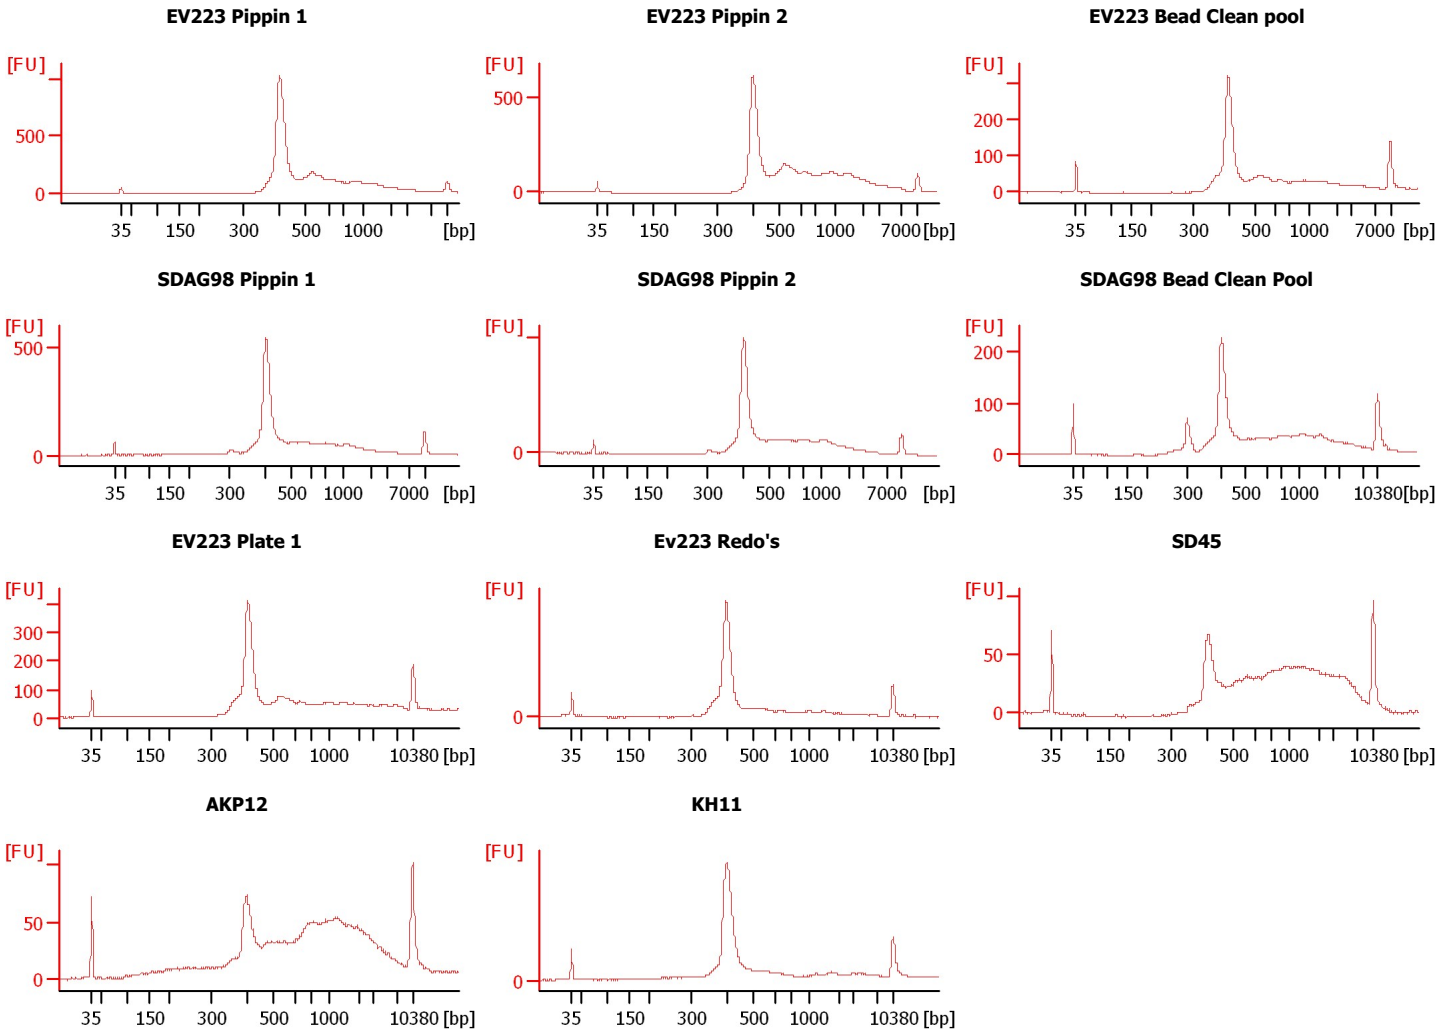 EV223 Pippin 1
EV223 Pippin 2
EV223 Bead Clean pool
[FU]
500
0
35 150 300 500 1000 [bp]
[FU]
500
0
35 150 300 500 1000 7000 [bp]
[FU]
200
100
0
35 150 300 500 1000 7000 [bp]
SDAG98 Pippin 1
SDAG98 Pippin 2
SDAG98 Bead Clean Pool
[FU]
500
0
35 150 300 500 1000 7000 [bp]
[FU]
0
35 150 300 500 1000 7000 [bp]
[FU]
200
100
0
35 150 300 500 1000 10380 [bp]
EV223 Plate 1
Ev223 Redo's
SD45
[FU]
300
200
100
0
35 150 300 500 1000 10380 [bp]
[FU]
0
35 150 300 500 1000 10380 [bp]
[FU]
50
0
35 150 300 500 1000 10380 [bp]
AKP12
KH11
[FU]
50
0
35 150 300 500 1000 10380 [bp]
[FU]
0
35 150 300 500 1000 10380 [bp]